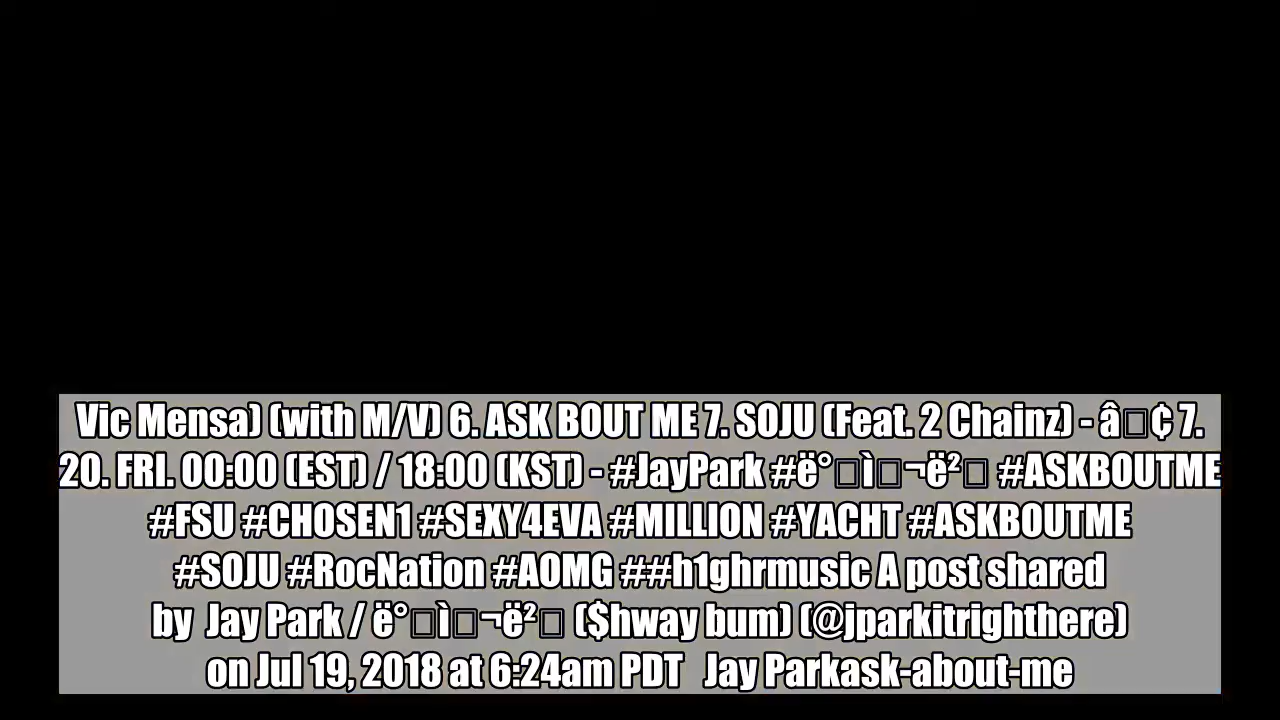 Vic Mensa) (with M/V) 6. ASK BOUT ME 7. SOJU (Feat. 2 Chainz) - â□¢ 7.
20. FRI. 00:00 (EST) / 18:00 (KST) - #JayPark #ë°□ì□¬ë²□ #ASKBOUTME
#FSU #CHOSEN1 #SEXY4EVA #MILLION #YACHT #ASKBOUTME
#SOJU #RocNation #AOMG ##h1ghrmusic A post shared
by Jay Park / ë°□ì□¬ë²□ ($hway bum) (@jparkitrighthere)
on Jul 19, 2018 at 6:24am PDT Jay Parkask-about-me